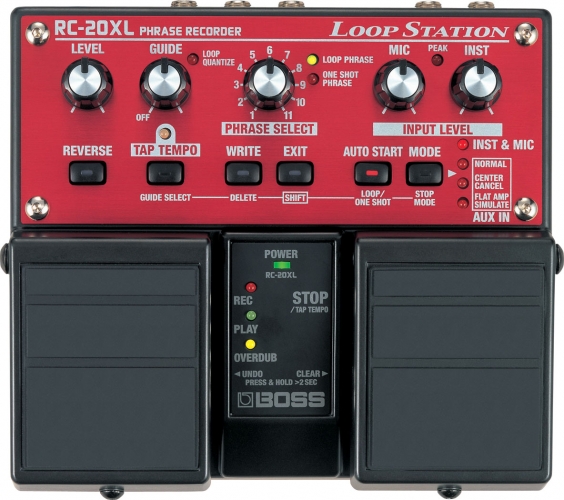 RC-20XL PHRASE RECORDER
LOOP STATION
LEVEL
GUIDE
LOOP
QUANTIZE
OFF
1 2 3 4 5 6 7 8 9 10 11
LOOP PHRASE
ONE SHOT
PHRASE
PHRASE SELECT
MIC
PEAK
INST
INPUT LEVEL
REVERSE
TAP TEMPO
WRITE
EXIT
AUTO START
MODE
INST & MIC
NORMAL
CENTER
CANCEL
FLAT AMP
SIMULATE
AUX IN
GUIDE SELECT
DELETE
SHIFT
LOOP/
ONE SHOT
STOP
MODE
POWER
RC-20XL
REC
STOP
/TAP TEMPO
PLAY
OVERDUB
◄UNDO
CLEAR►
PRESS & HOLD >2 SEC
BOSS